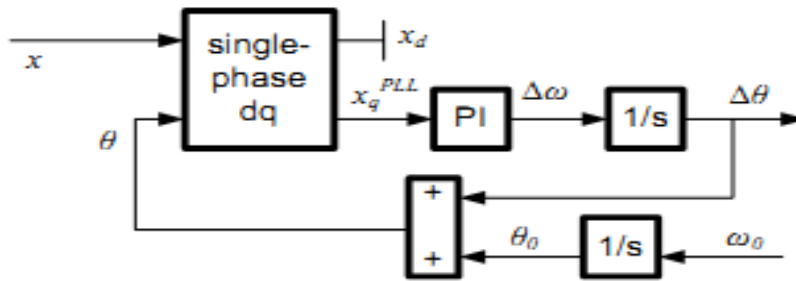 x
single-
phase
dq
x_d
x_q^PLL
PI
Δω
1/s
Δθ
θ
+
+
θ_0
1/s
ω_0